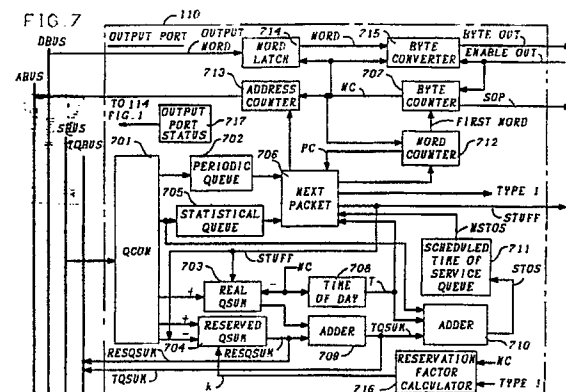 FIG.7
110
DBUS
OUTPUT PORT
OUTPUT WORD
714
WORD
715
BYTE OUT
ENABLE OUT
WORD LATCH
BYTE CONVERTER
ABUS
713
707
ADDRESS COUNTER
WC
BYTE COUNTER
SOP
TO 114 FIG.1
OUTPUT PORT STATUS
717
FIRST WORD
SBUS
TQBUS
701
702
706
PC
WORD COUNTER
712
PERIODIC QUEUE
NEXT PACKET
TYPE 1
705
STATISTICAL QUEUE
STUFF
WSTOS
QCOM
STUFF
SCHEDULED TIME OF SERVICE QUEUE
711
703
WC
708
REAL QSUM
TIME OF DAY
T
STOS
+
-
RESERVED QSUM
ADDER
TQSUM
ADDER
+
-
704
RESQSUM
709
710
RESQSUM
TQSUM
k
716
RESERVATION FACTOR CALCULATOR
WC
TYPE 1